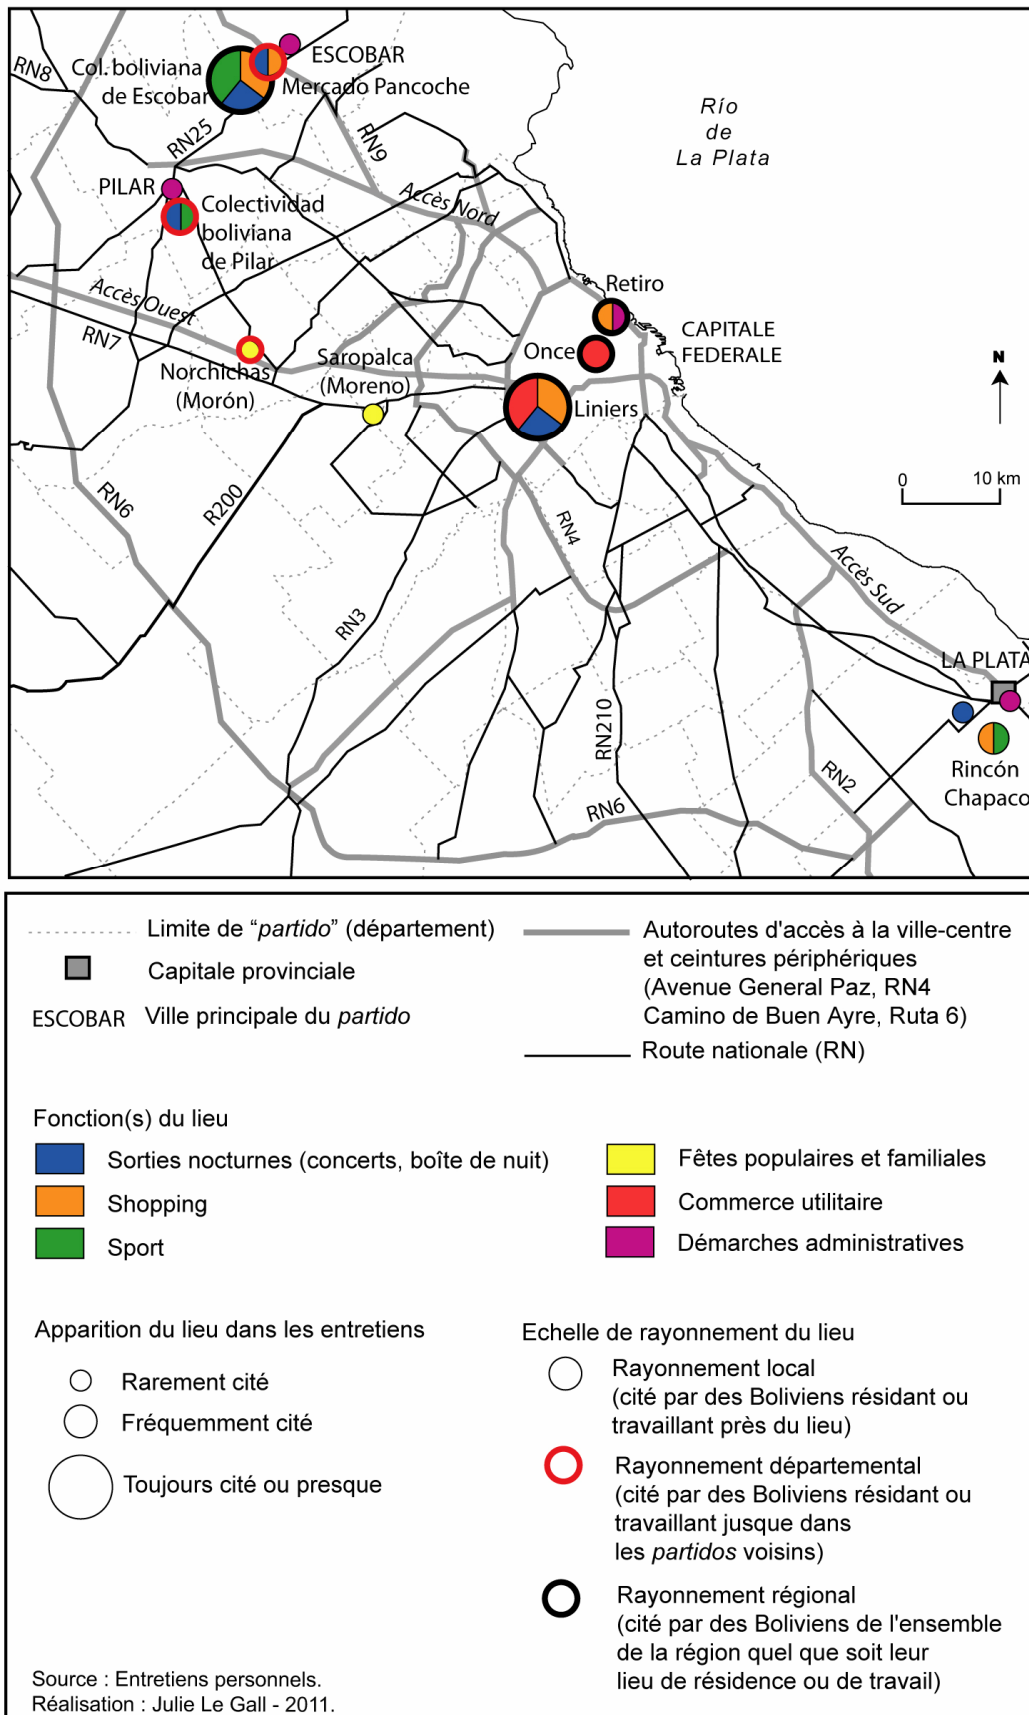 RN8
Col. boliviana
de Escobar
ESCOBAR
Mercado Pancoche
Río
de
La Plata
RN25
RN9
PILAR
Accès Nord
Colectividad
boliviana
de Pilar
Accès Ouest
RN7
Retiro
CAPITALE
FEDERALE
Once
Norchichas
(Morón)
Saropalca
(Moreno)
Liniers
N
0 10 km
RN6
R200
RN4
RN3
Accès Sud
LA PLATA
RN210
RN2
Rincón
Chapaco
RN6
Limite de “partido” (département)
Capitale provinciale
ESCOBAR Ville principale du partido
Autoroutes d'accès à la ville-centre
et ceintures périphériques
(Avenue General Paz, RN4
Camino de Buen Ayre, Ruta 6)
Route nationale (RN)
Fonction(s) du lieu
Sorties nocturnes (concerts, boîte de nuit)
Shopping
Sport
Fêtes populaires et familiales
Commerce utilitaire
Démarches administratives
Apparition du lieu dans les entretiens
Rarement cité
Fréquemment cité
Toujours cité ou presque
Echelle de rayonnement du lieu
Rayonnement local
(cité par des Boliviens résidant ou
travaillant près du lieu)
Rayonnement départemental
(cité par des Boliviens résidant ou
travaillant jusque dans
les partidos voisins)
Rayonnement régional
(cité par des Boliviens de l'ensemble
de la région quel que soit leur
lieu de résidence ou de travail)
Source : Entretiens personnels.
Réalisation : Julie Le Gall - 2011.